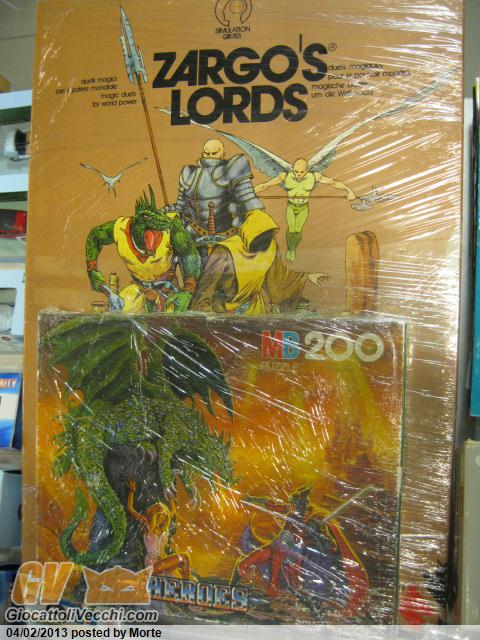 SIMULATION
GAMES
ZARGO'S®
LORDS
duelli magici
per il potere mondiale
magic duels
for world power
duels magiques
pour le pouvoir mondial
magische
um die Weltmacht
MB 200
PUZZLE
HEROES
UNITY
GV
GiocattoliVecchi.com
04/02/2013 posted by Morte